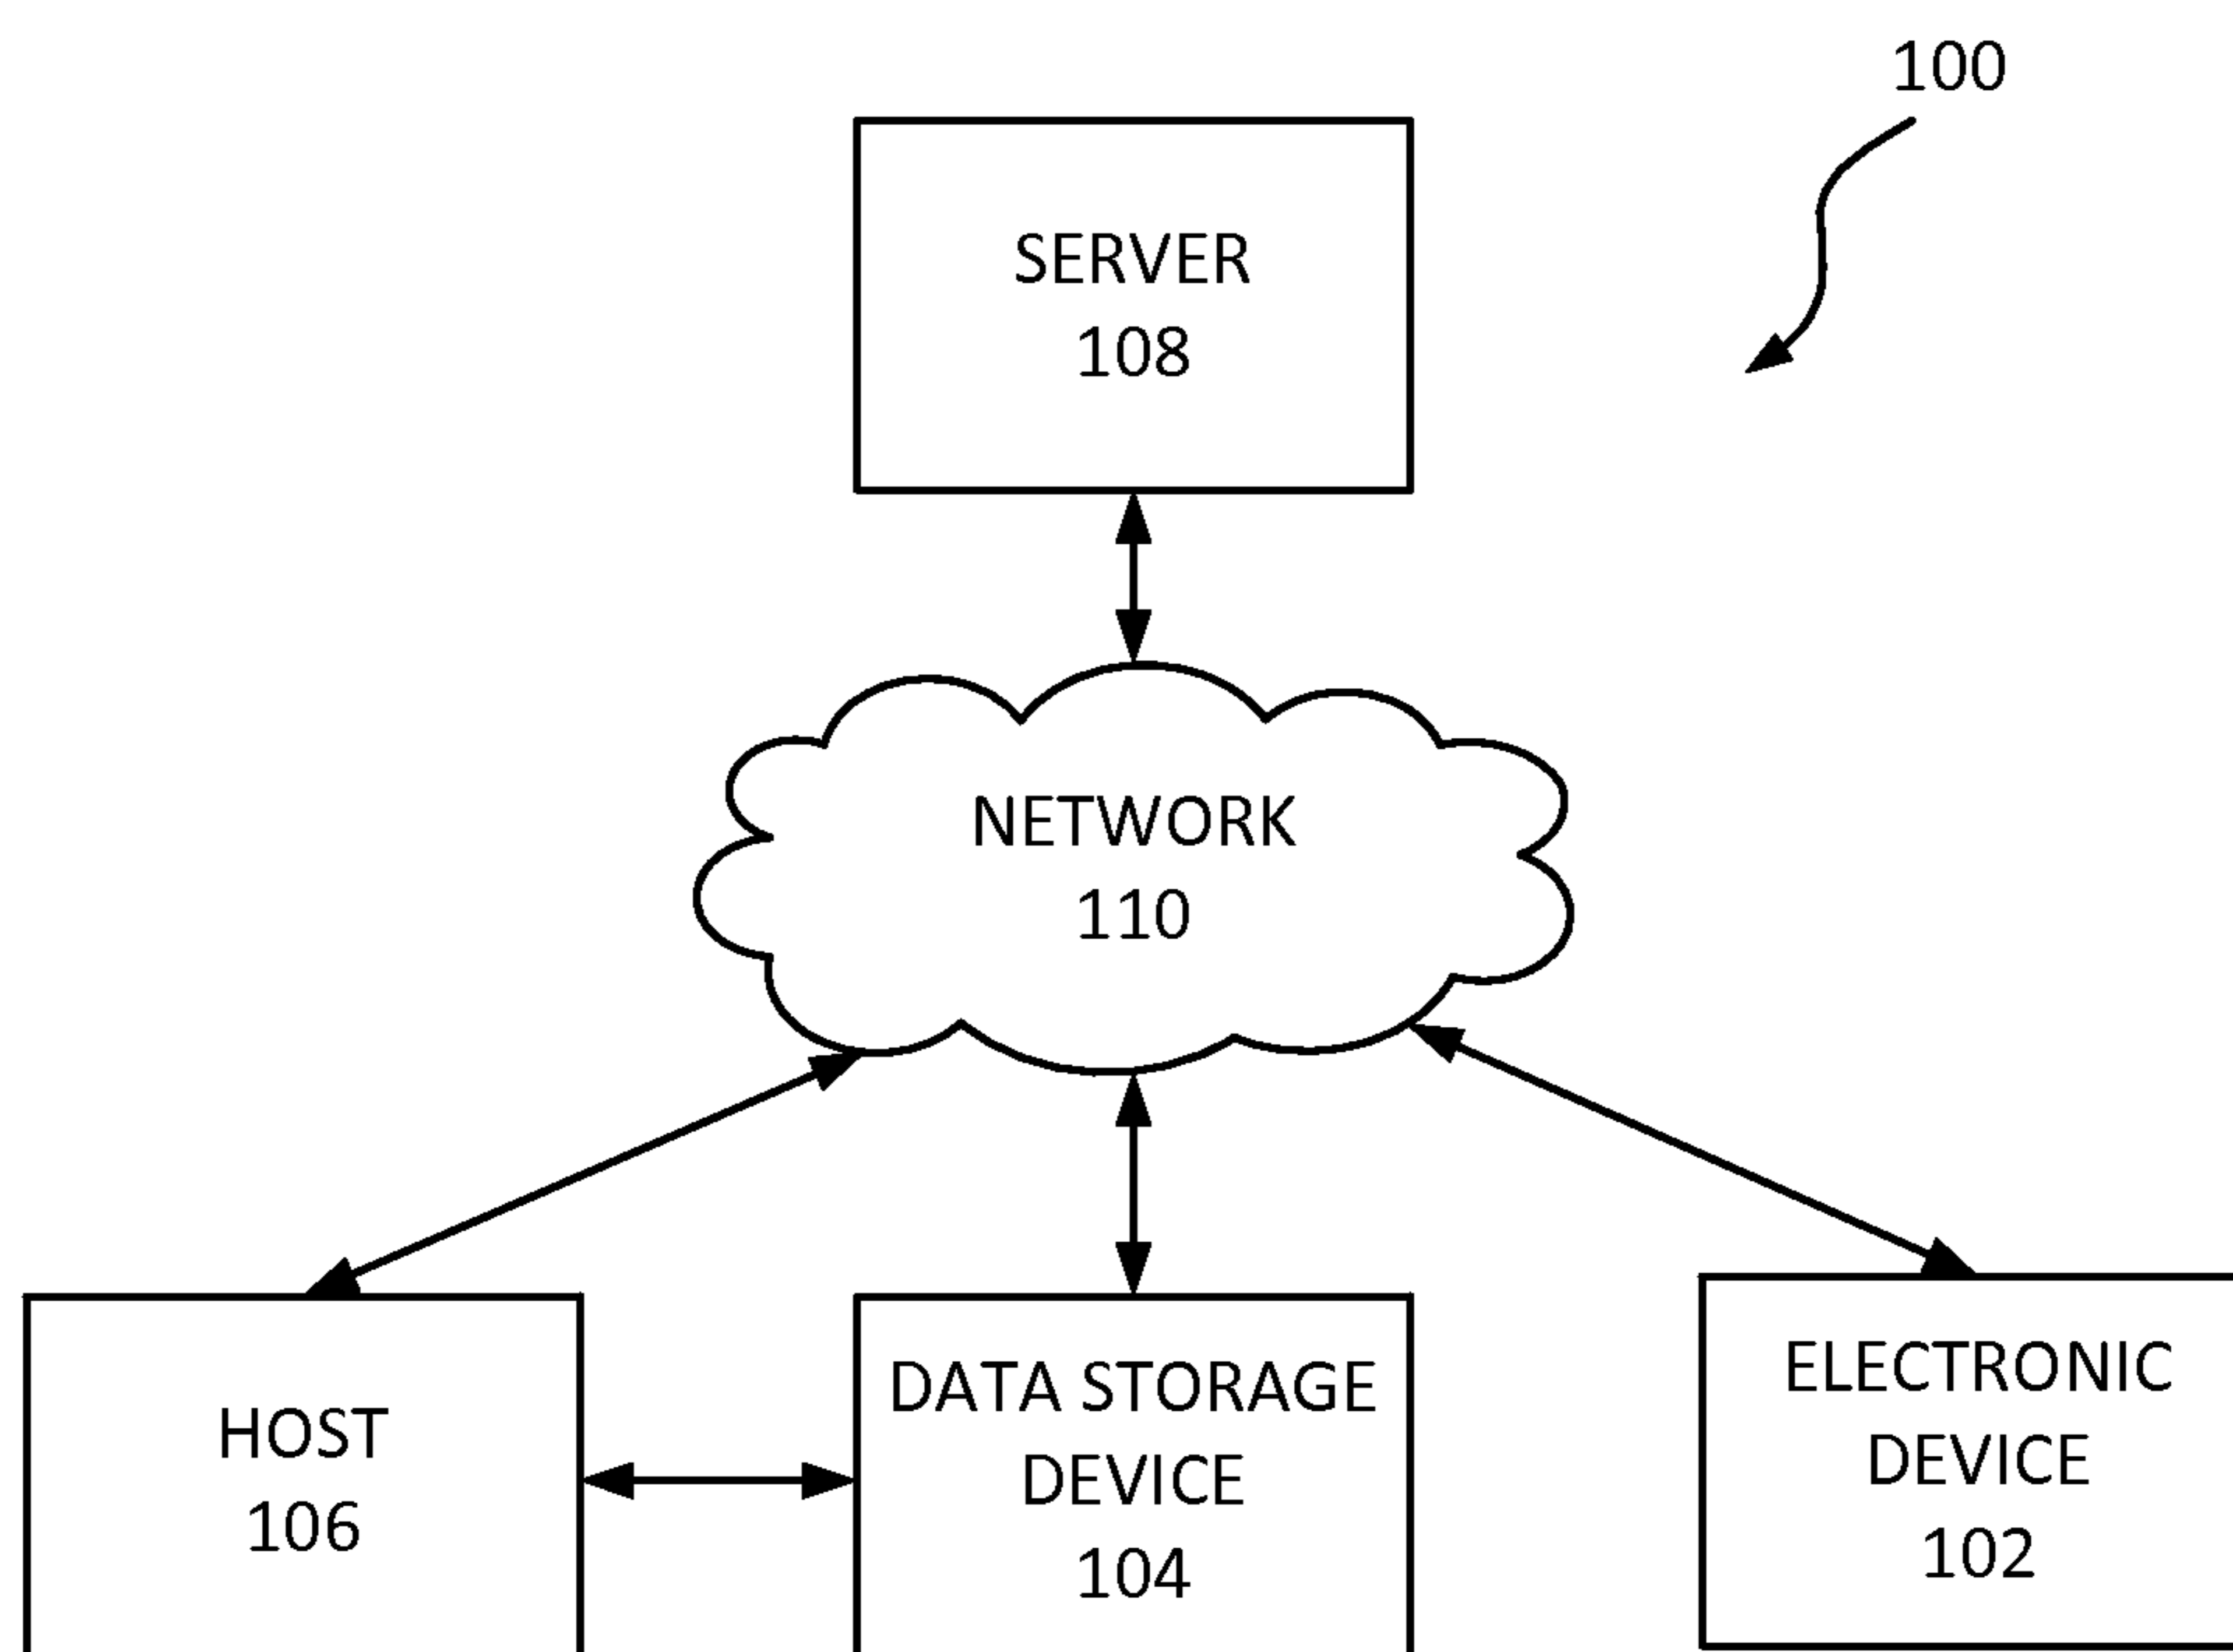 100
SERVER
108
NETWORK
110
HOST
106
DATA STORAGE
DEVICE
104
ELECTRONIC
DEVICE
102